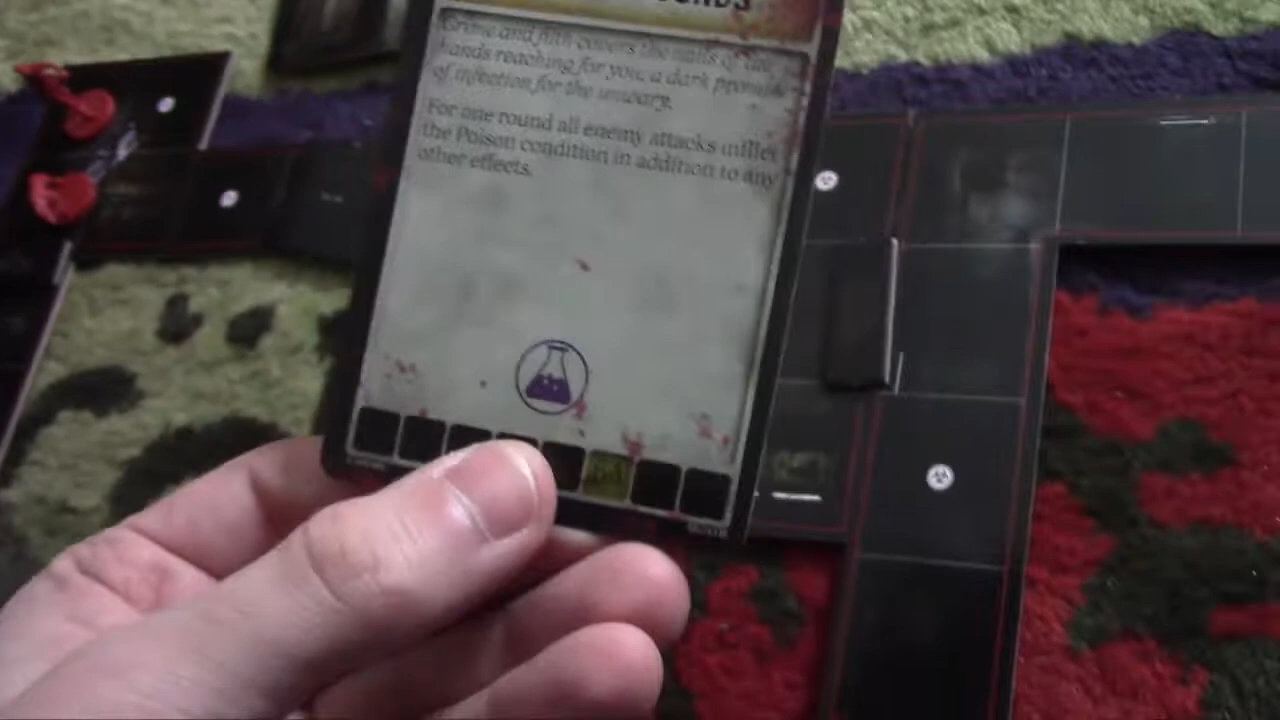 Grime and filth covers the walls of the
hands reaching for you, a dark promise
of infection for the unwary.
For one round all enemy attacks inflict
the Poison condition in addition to any
other effects.